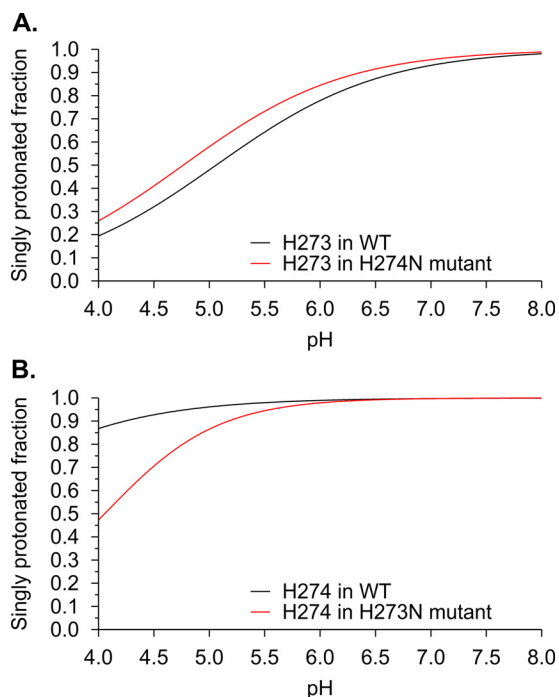 A.
Singly protonated fraction
1.0
0.9
0.8
0.7
0.6
0.5
0.4
0.3
0.2
0.1
0.0
H273 in WT
H273 in H274N mutant
4.0 4.5 5.0 5.5 6.0 6.5 7.0 7.5 8.0
pH
B.
Singly protonated fraction
1.0
0.9
0.8
0.7
0.6
0.5
0.4
0.3
0.2
0.1
0.0
H274 in WT
H274 in H273N mutant
4.0 4.5 5.0 5.5 6.0 6.5 7.0 7.5 8.0
pH